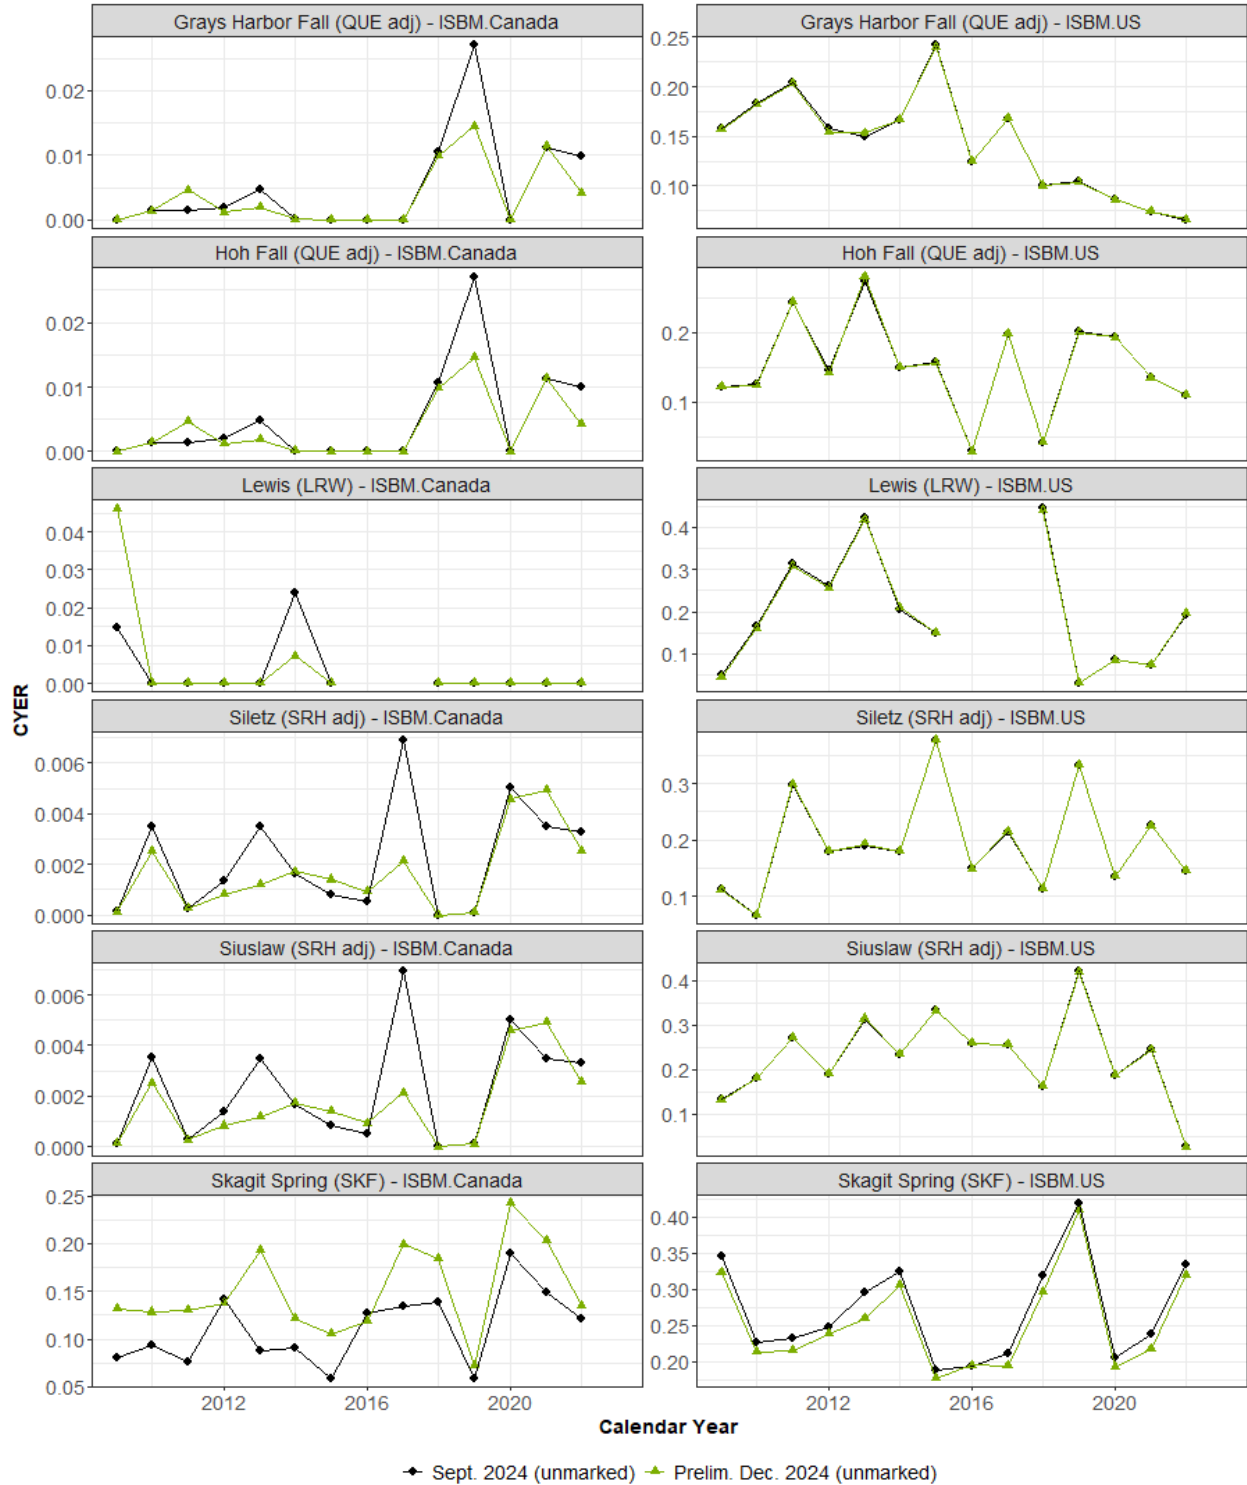 Grays Harbor Fall (QUE adj) - ISBM.Canada
Grays Harbor Fall (QUE adj) - ISBM.US
0.02
0.01
0.00
0.25
0.20
0.15
0.10
Hoh Fall (QUE adj) - ISBM.Canada
Hoh Fall (QUE adj) - ISBM.US
0.02
0.01
0.00
0.2
0.1
Lewis (LRW) - ISBM.Canada
Lewis (LRW) - ISBM.US
0.04
0.03
0.02
0.01
0.00
0.4
0.3
0.2
0.1
CYER
Siletz (SRH adj) - ISBM.Canada
Siletz (SRH adj) - ISBM.US
0.006
0.004
0.002
0.000
0.3
0.2
0.1
Siuslaw (SRH adj) - ISBM.Canada
Siuslaw (SRH adj) - ISBM.US
0.006
0.004
0.002
0.000
0.4
0.3
0.2
0.1
Skagit Spring (SKF) - ISBM.Canada
Skagit Spring (SKF) - ISBM.US
0.25
0.20
0.15
0.10
0.05
0.40
0.35
0.30
0.25
0.20
2012 2016 2020
2012 2016 2020
Calendar Year
Sept. 2024 (unmarked) Prelim. Dec. 2024 (unmarked)